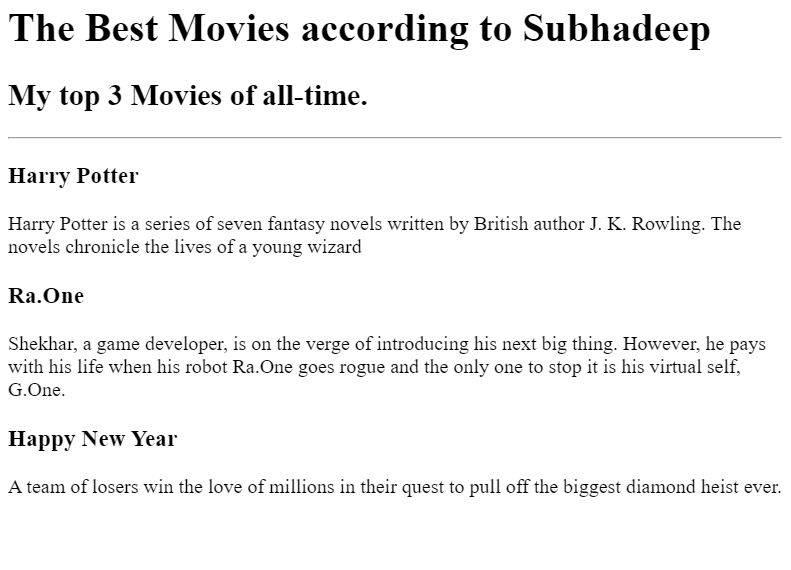 The Best Movies according to Subhadeep
My top 3 Movies of all-time.
Harry Potter
Harry Potter is a series of seven fantasy novels written by British author J. K. Rowling. The
novels chronicle the lives of a young wizard
Ra.One
Shekhar, a game developer, is on the verge of introducing his next big thing. However, he pays
with his life when his robot Ra.One goes rogue and the only one to stop it is his virtual self,
G.One.
Happy New Year
A team of losers win the love of millions in their quest to pull off the biggest diamond heist ever.